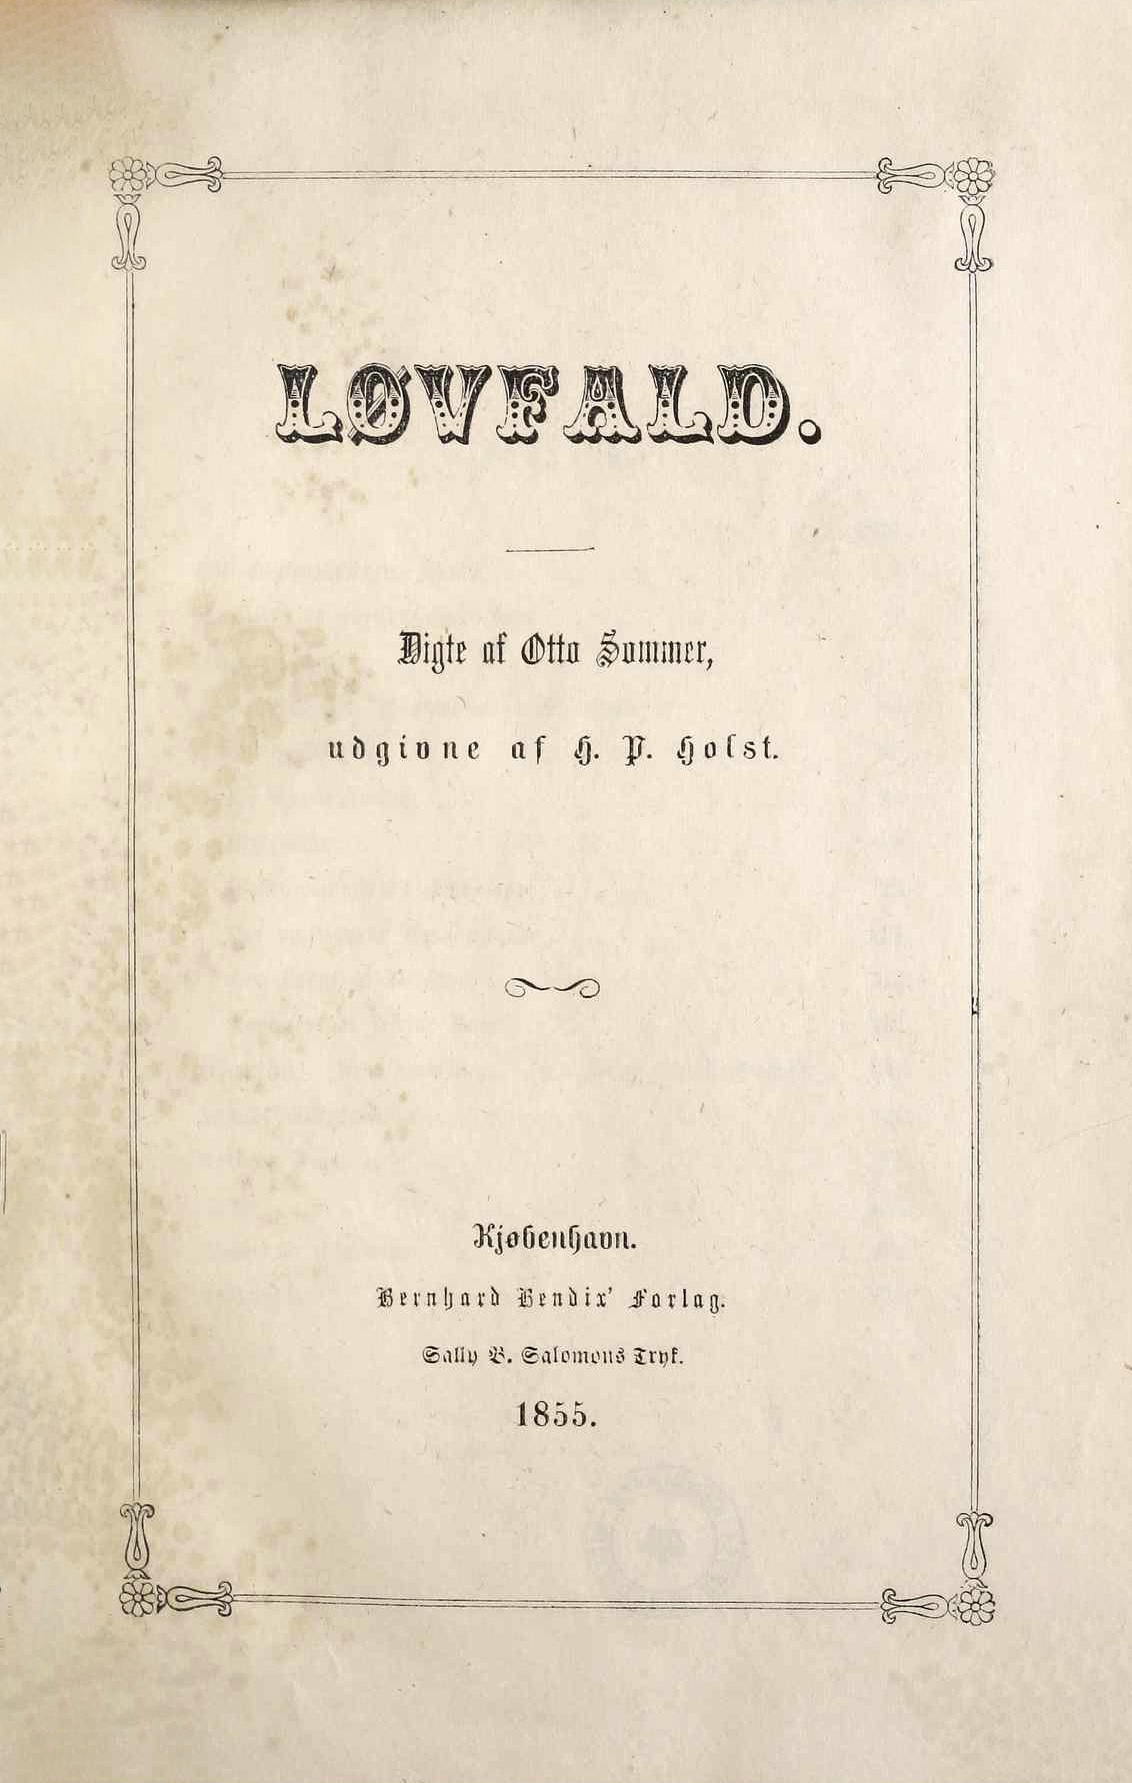 LØVFALD.
Digte af Otto Sommer,
udgivne af H. P. Holst.
Kjøbenhavn.
Bernhard Bendix' Forlag.
Sally B. Salomons Tryk.
1855.